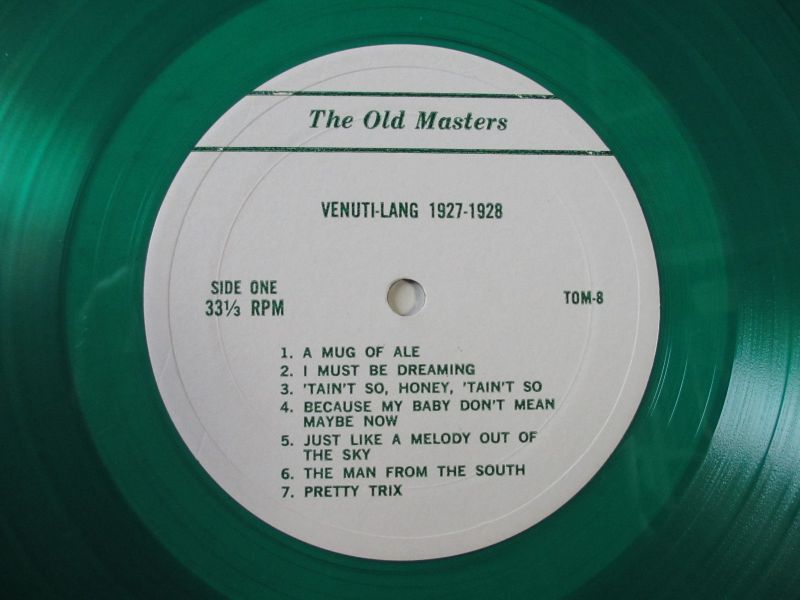 The Old Masters
VENUTI-LANG 1927-1928
SIDE ONE
33⅓ RPM
TOM-8
1. A MUG OF ALE
2. I MUST BE DREAMING
3. 'TAIN'T SO, HONEY, 'TAIN'T SO
4. BECAUSE MY BABY DON'T MEAN
MAYBE NOW
5. JUST LIKE A MELODY OUT OF
THE SKY
6. THE MAN FROM THE SOUTH
7. PRETTY TRIX